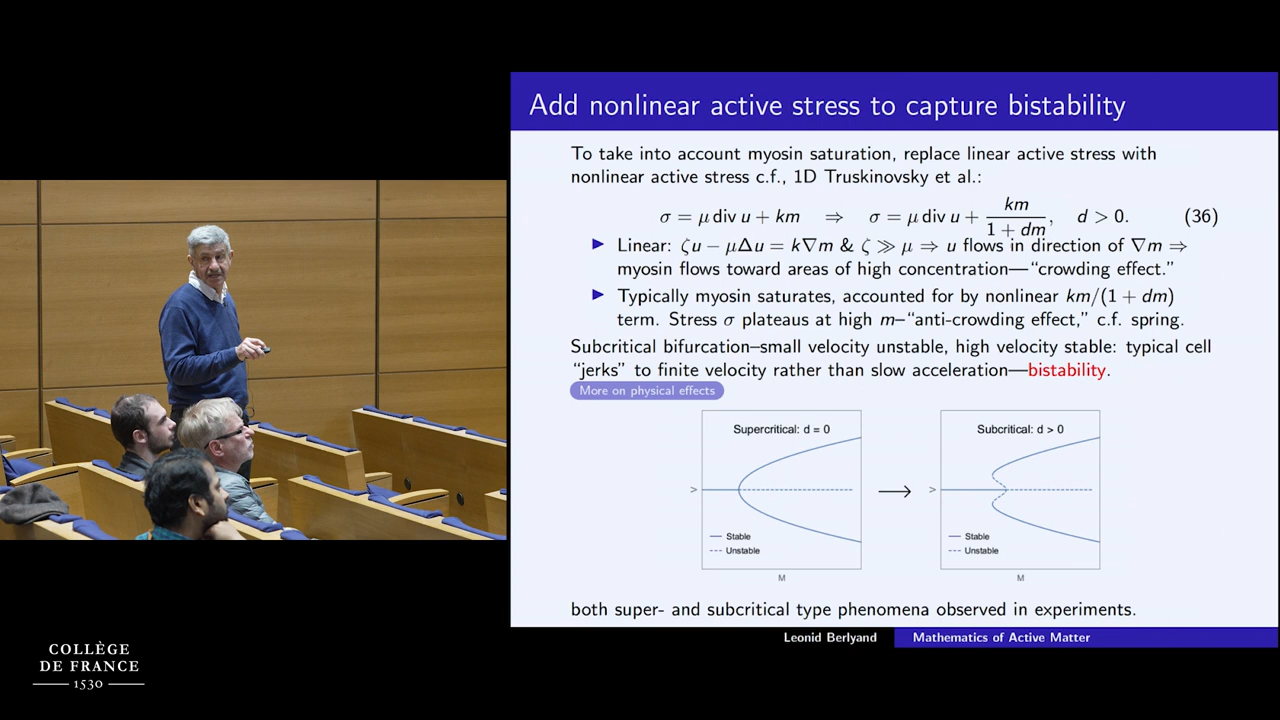 Add nonlinear active stress to capture bistability
To take into account myosin saturation, replace linear active stress with
nonlinear active stress c.f., 1D Truskinovsky et al.:
σ = μ div u + km ⇒ σ = μ div u + km/(1 + dm), d > 0. (36)
▶ Linear: ζu − μΔu = k∇m & ζ ≫ μ ⇒ u flows in direction of ∇m ⇒
myosin flows toward areas of high concentration—“crowding effect.”
▶ Typically myosin saturates, accounted for by nonlinear km/(1 + dm)
term. Stress σ plateaus at high m–“anti-crowding effect,” c.f. spring.
Subcritical bifurcation–small velocity unstable, high velocity stable: typical cell
“jerks” to finite velocity rather than slow acceleration—bistability.
More on physical effects
Supercritical: d = 0
>
Stable
Unstable
M
→
Subcritical: d > 0
>
Stable
Unstable
M
both super- and subcritical type phenomena observed in experiments.
Leonid Berlyand Mathematics of Active Matter
COLLÈGE
DE FRANCE
1530